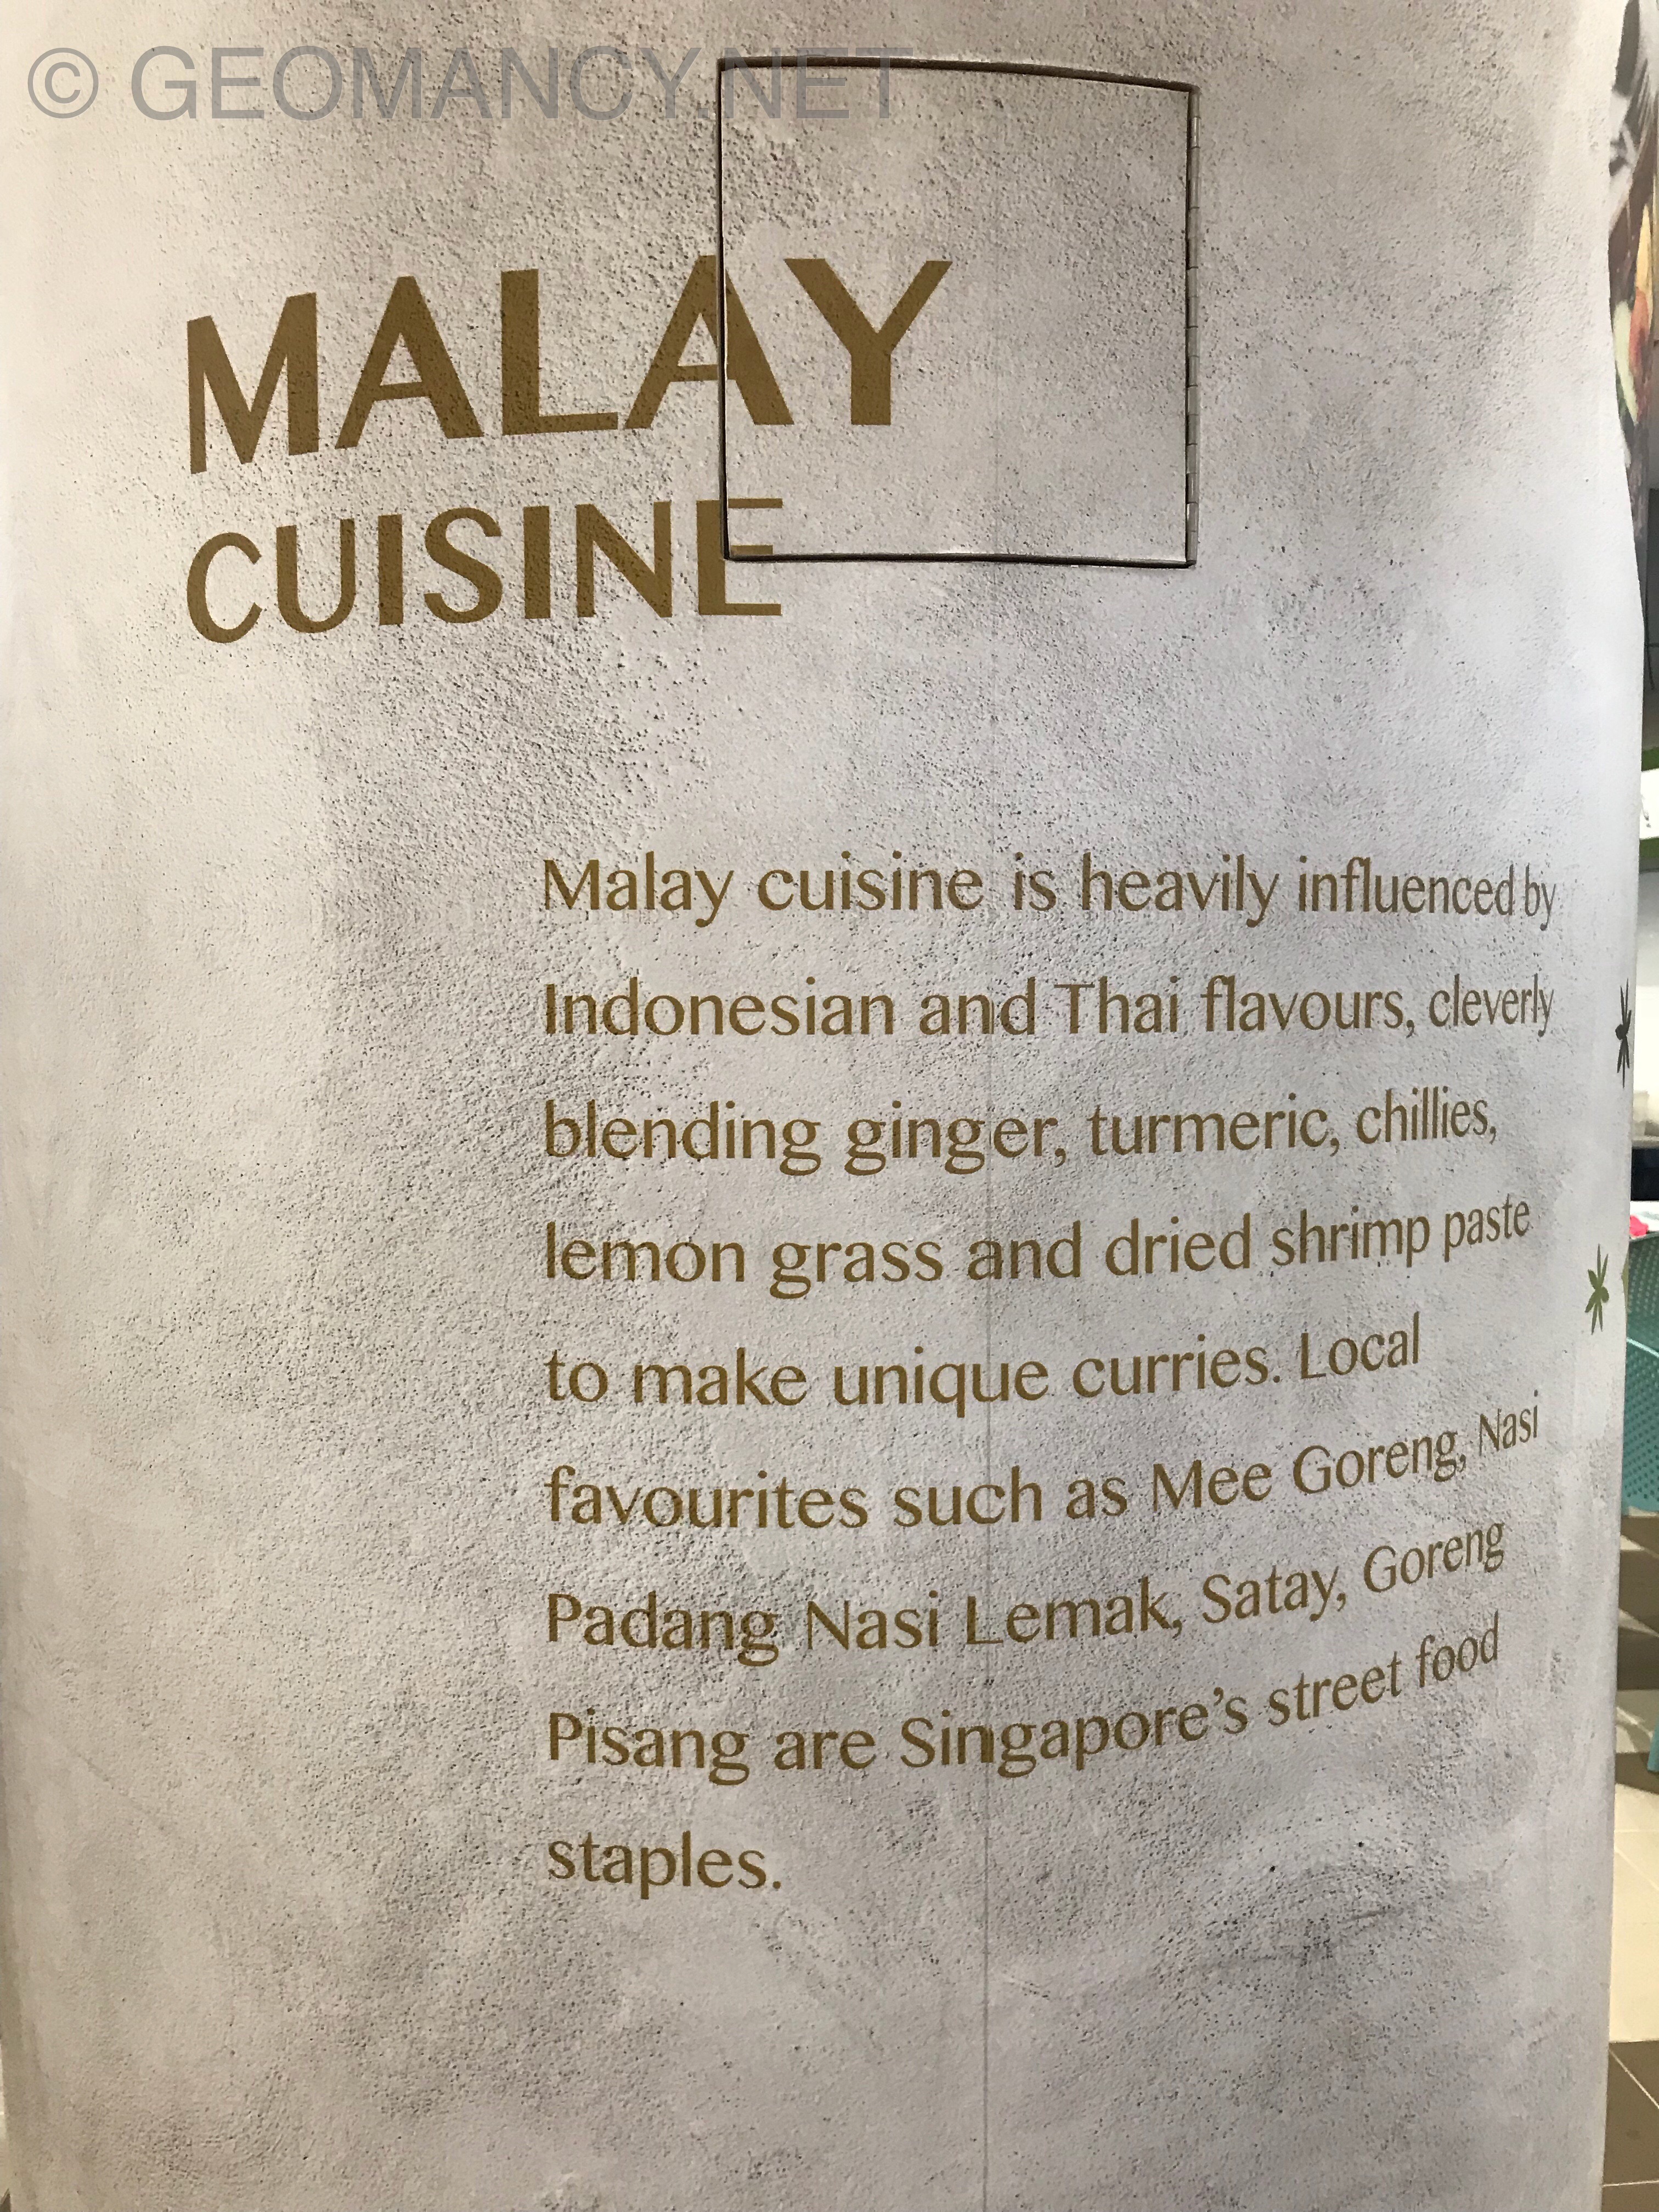 © GEOMANCY.NET
MALAY
CUISINE
Malay cuisine is heavily influenced by
Indonesian and Thai flavours, cleverly
blending ginger, turmeric, chillies,
lemon grass and dried shrimp paste
to make unique curries. Local
favourites such as Mee Goreng, Nasi
Padang Nasi Lemak, Satay, Goreng
Pisang are Singapore's street food
staples.